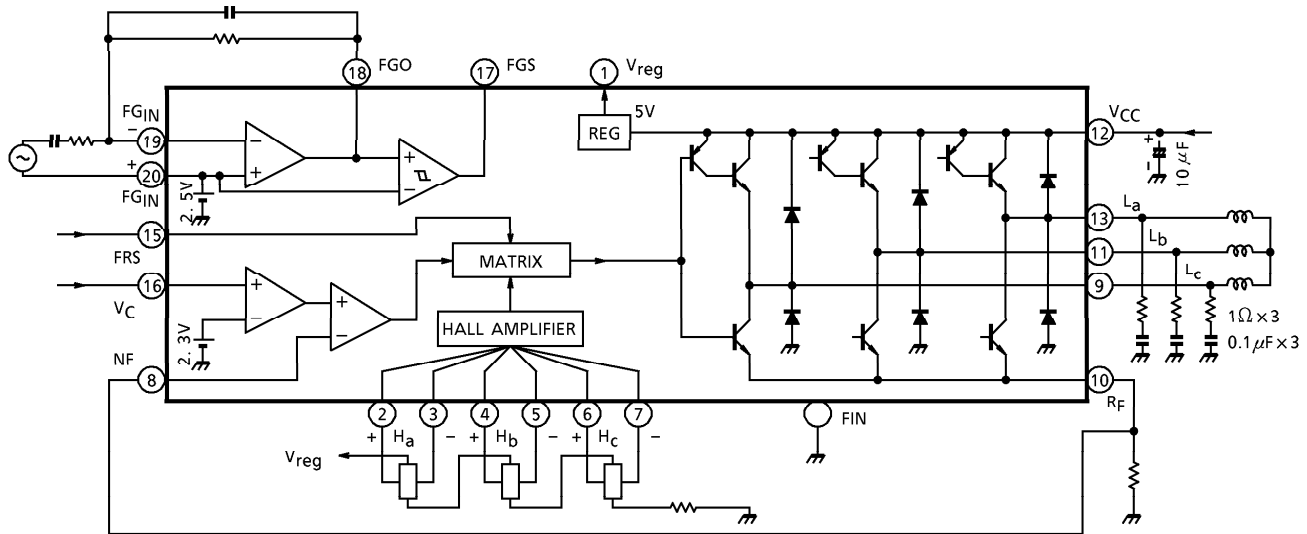 18 FGO
17 FGS
1 Vreg
FGIN
− 19
+ 20
FGIN
2. 5V
− +
+ −
REG
5V
VCC
12
+ −
10 μF
15
FRS
16
VC
+ −
+ −
2. 3V
MATRIX
HALL AMPLIFIER
NF
8
13 La
11 Lb
9 Lc
1Ω×3
0.1μF×3
10
RF
2 3 4 5 6 7
+ Ha − + Hb − + Hc −
FIN
Vreg